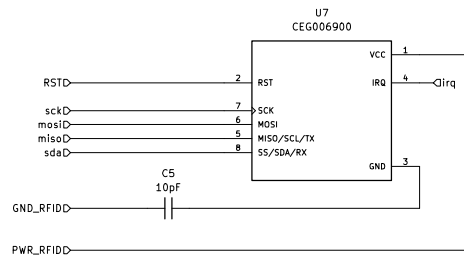 U7
CEG006900
VCC 1
RST 2 RST IRQ 4 irq
sck 7 SCK
mosi 6 MOSI
miso 5 MISO/SCL/TX
sda 8 SS/SDA/RX
GND 3
C5
10pF
GND_RFID
PWR_RFID